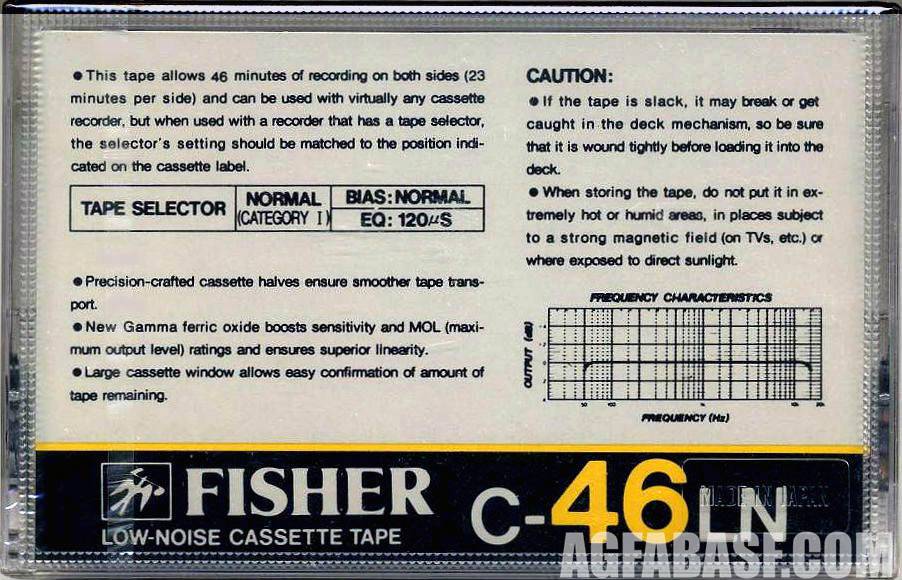 ●This tape allows 46 minutes of recording on both sides (23
minutes per side) and can be used with virtually any cassette
recorder, but when used with a recorder that has a tape selector,
the selector's setting should be matched to the position indi-
cated on the cassette label.
TAPE SELECTOR
NORMAL
(CATEGORY I)
BIAS: NORMAL
EQ: 120μS
●Precision-crafted cassette halves ensure smoother tape trans-
port.
●New Gamma ferric oxide boosts sensitivity and MOL (maxi-
mum output level) ratings and ensures superior linearity.
●Large cassette window allows easy confirmation of amount of
tape remaining.
CAUTION:
●If the tape is slack, it may break or get
caught in the deck mechanism, so be sure
that it is wound tightly before loading it into the
deck.
●When storing the tape, do not put it in ex-
tremely hot or humid areas, in places subject
to a strong magnetic field (on TVs, etc.) or
where exposed to direct sunlight.
FREQUENCY CHARACTERISTICS
OUTPUT (dB)
50 100 1k 10k 20k
FREQUENCY (Hz)
FISHER
LOW-NOISE CASSETTE TAPE
C-46LN
MADE IN JAPAN
AGFABASF.COM